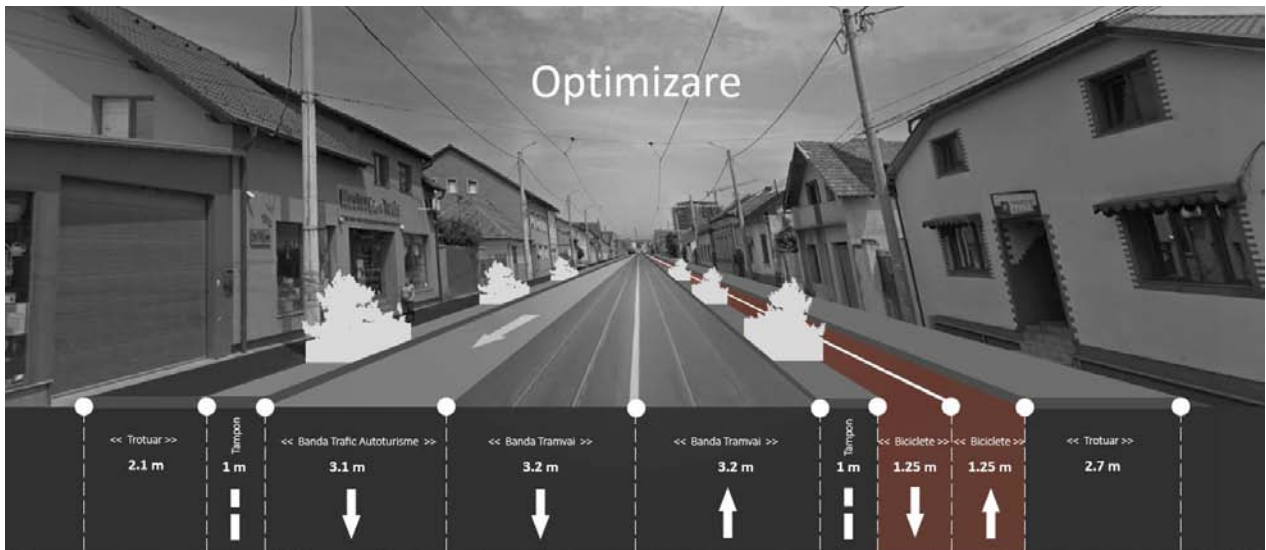 Optimizare
<< Trotuar >>
2.1 m
Tampon
1 m
<< Banda Trafic Autoturisme >>
3.1 m
<< Banda Tramvai >>
3.2 m
<< Banda Tramvai >>
3.2 m
Tampon
1 m
<< Biciclete >>
1.25 m
<< Biciclete >>
1.25 m
<< Trotuar >>
2.7 m